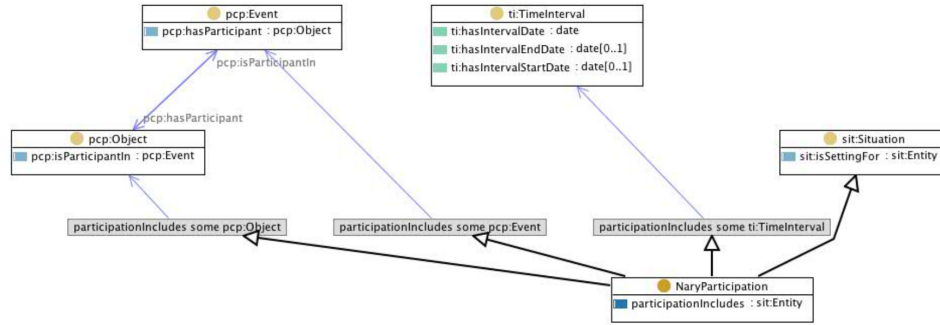 pcp:Event
pcp:hasParticipant : pcp:Object
ti:TimeInterval
ti:hasIntervalDate : date
ti:hasIntervalEndDate : date[0..1]
ti:hasIntervalStartDate : date[0..1]
pcp:isParticipantIn
pcp:hasParticipant
pcp:Object
pcp:isParticipantIn : pcp:Event
sit:Situation
sit:isSettingFor : sit:Entity
participationIncludes some pcp:Object
participationIncludes some pcp:Event
participationIncludes some ti:TimeInterval
NaryParticipation
participationIncludes : sit:Entity